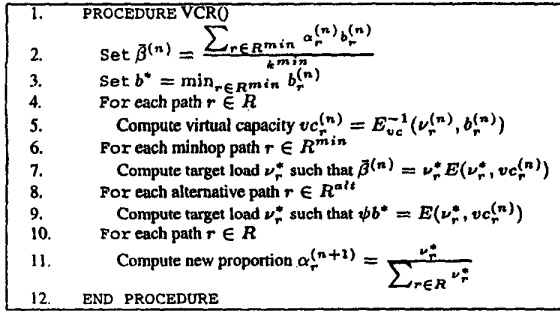 1. PROCEDURE VCR()
2. Set β̄^(n) = ∑_{r∈R^min} α_r^(n) b_r^(n) / k^min
3. Set b* = min_{r∈R^min} b_r^(n)
4. For each path r ∈ R
5. Compute virtual capacity vc_r^(n) = E_vc^{-1}(ν_r^(n), b_r^(n))
6. For each minhop path r ∈ R^min
7. Compute target load ν_r^* such that β̄^(n) = ν_r^* E(ν_r^*, vc_r^(n))
8. For each alternative path r ∈ R^alt
9. Compute target load ν_r^* such that ψb* = E(ν_r^*, vc_r^(n))
10. For each path r ∈ R
11. Compute new proportion α_r^(n+1) = ν_r^* / ∑_{r∈R} ν_r^*
12. END PROCEDURE